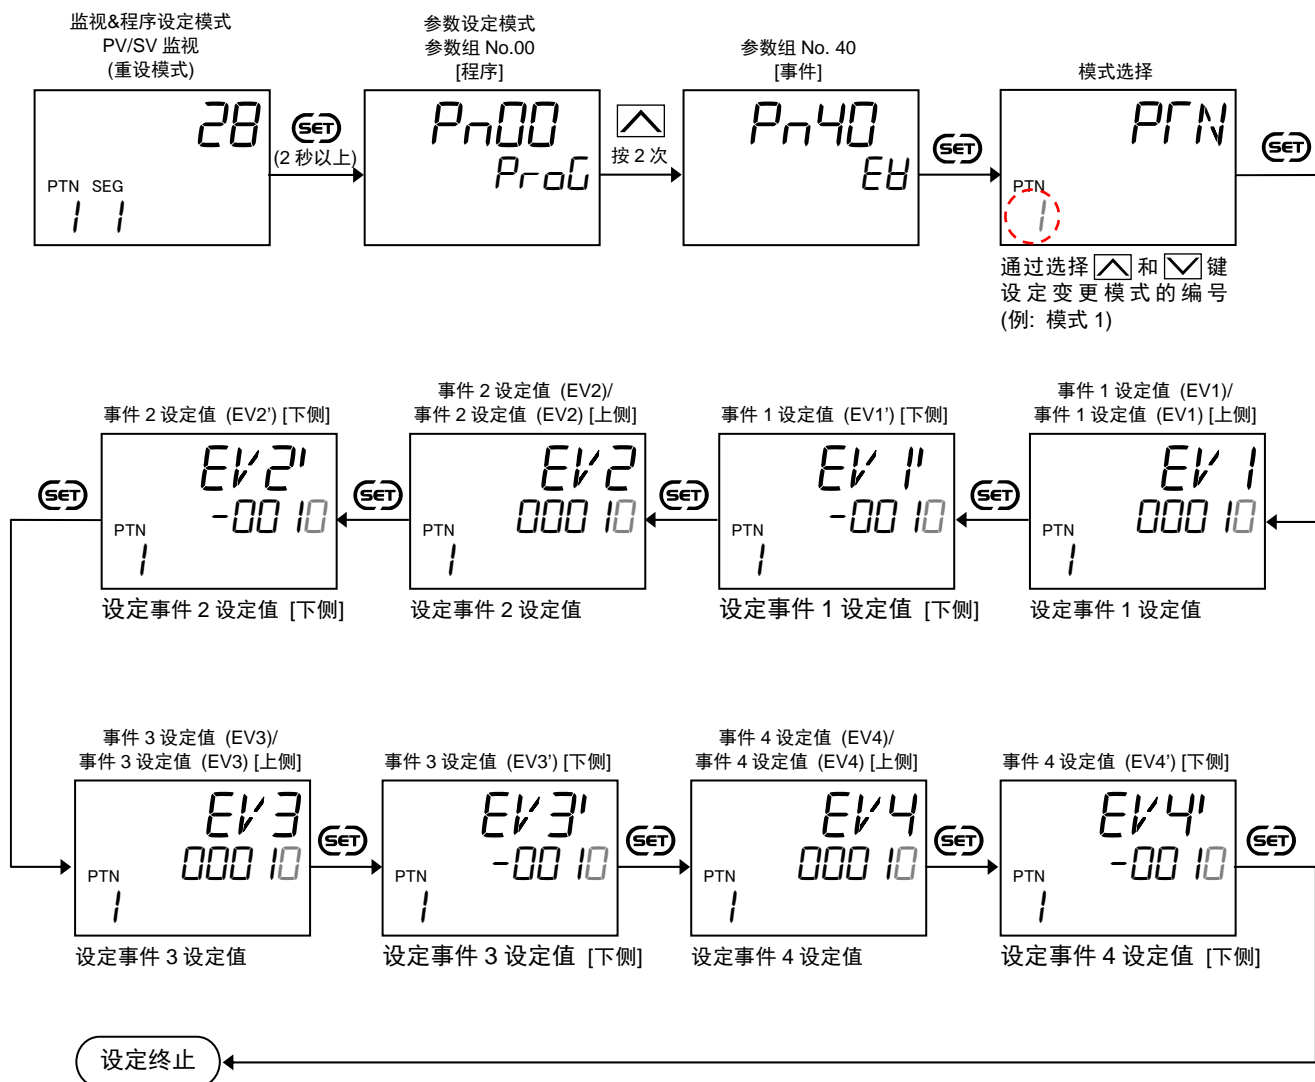 监视&程序设定模式
PV/SV 监视
(重设模式)
28
PTN SEG
1 1
SET
(2 秒以上)
参数设定模式
参数组 No.00
[程序]
Pn00
ProG
按 2 次
参数组 No. 40
[事件]
Pn40
EV
SET
模式选择
PTN
PTN
1
SET
通过选择 和 键
设定变更模式的编号
(例: 模式 1)
事件 2 设定值 (EV2') [下侧]
EV2'
-0010
PTN
1
SET
设定事件 2 设定值 [下侧]
事件 2 设定值 (EV2)/
事件 2 设定值 (EV2) [上侧]
EV2
00010
PTN
1
SET
设定事件 2 设定值
事件 1 设定值 (EV1') [下侧]
EV1'
-0010
PTN
1
SET
设定事件 1 设定值 [下侧]
事件 1 设定值 (EV1)/
事件 1 设定值 (EV1) [上侧]
EV1
00010
PTN
1
SET
设定事件 1 设定值
事件 3 设定值 (EV3)/
事件 3 设定值 (EV3) [上侧]
EV3
00010
PTN
1
SET
设定事件 3 设定值
事件 3 设定值 (EV3') [下侧]
EV3'
-0010
PTN
1
SET
设定事件 3 设定值 [下侧]
事件 4 设定值 (EV4)/
事件 4 设定值 (EV4) [上侧]
EV4
00010
PTN
1
SET
设定事件 4 设定值
事件 4 设定值 (EV4') [下侧]
EV4'
-0010
PTN
1
SET
设定事件 4 设定值 [下侧]
设定终止